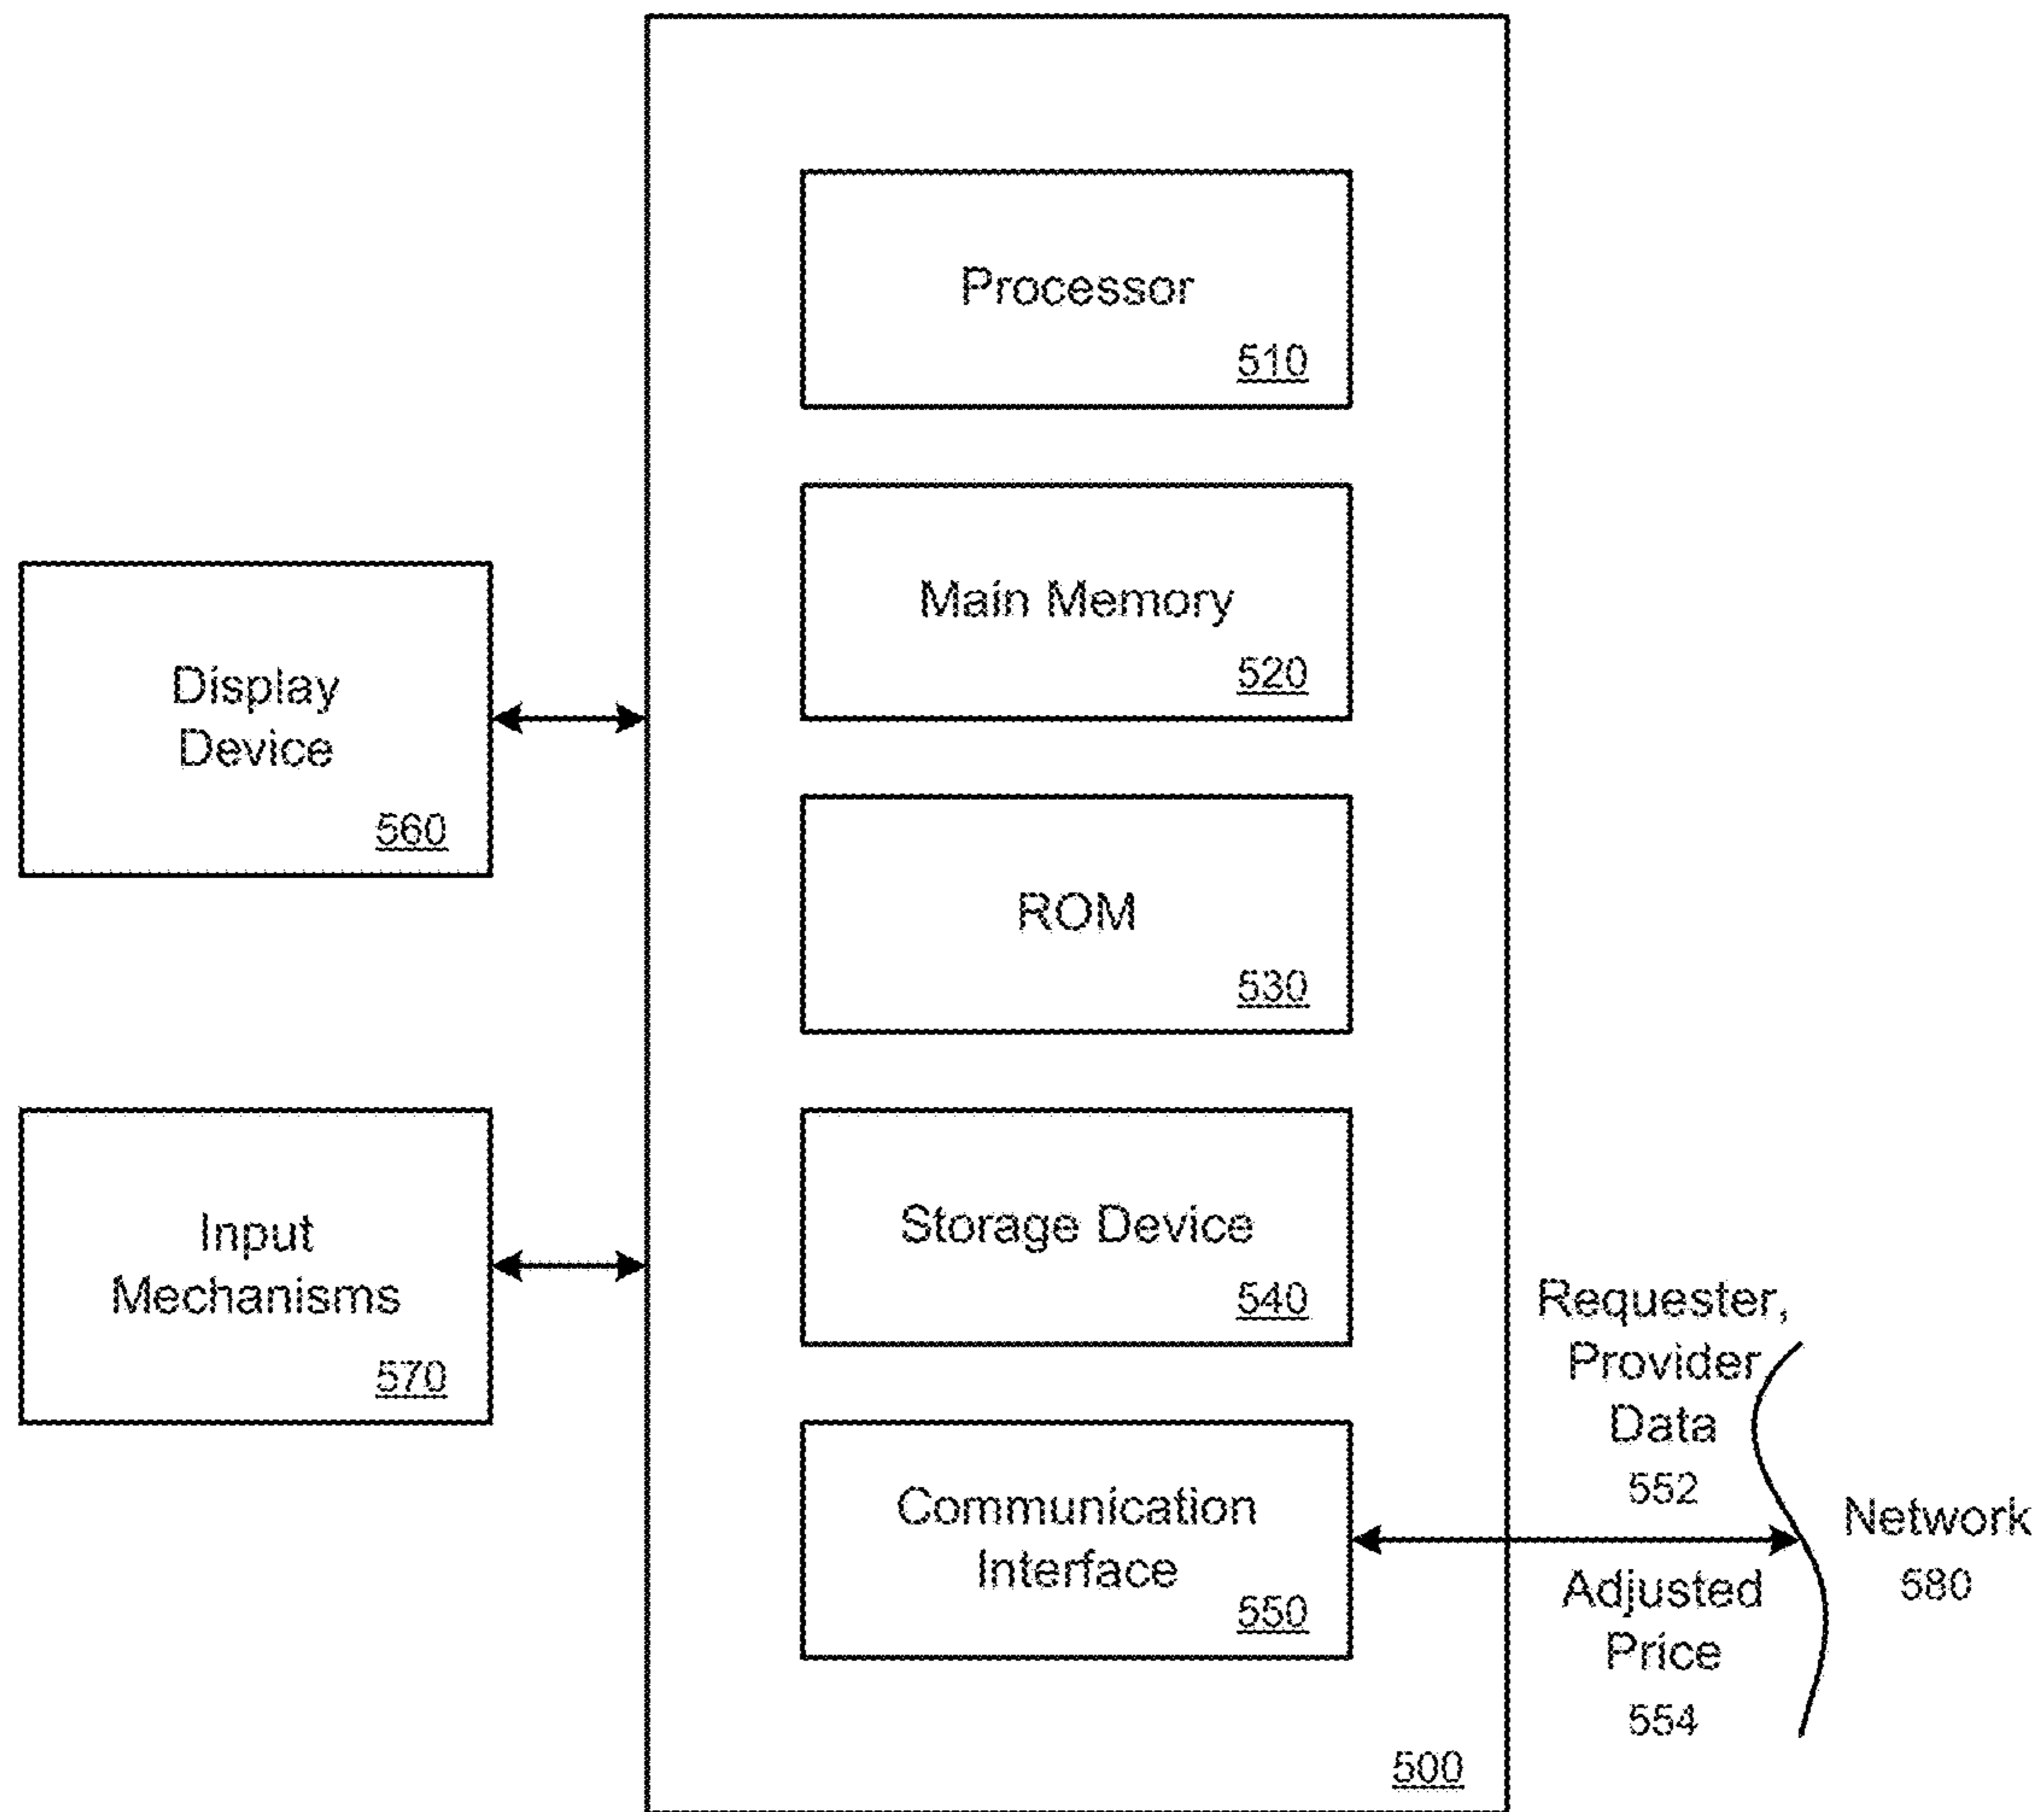 Processor
510
Main Memory
520
Display
Device
560
ROM
530
Input
Mechanisms
570
Storage Device
540
Requester,
Provider
Data
552
Communication
Interface
550
Network
580
Adjusted
Price
554
500